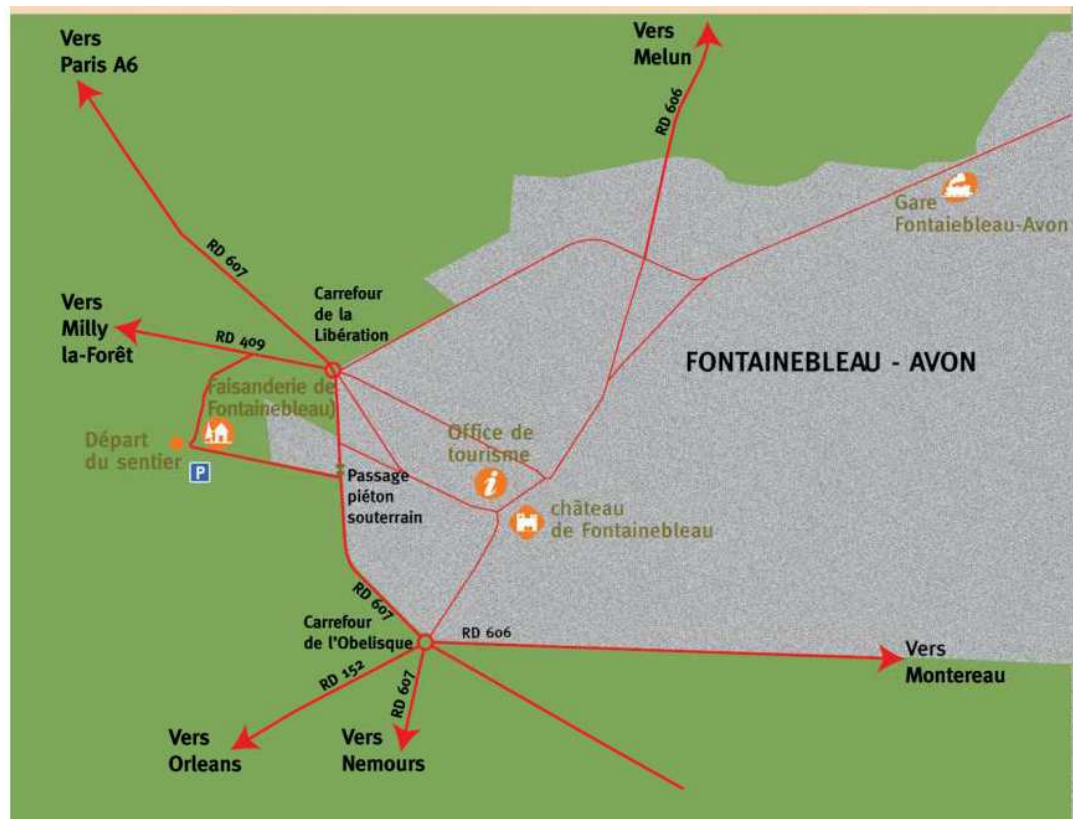 Vers
Paris A6
Vers
Melun
RD 606
Gare
Fontaiebleau-Avon
RD 607
Carrefour
de la
Libération
Vers
Milly
la-Forêt
RD 409
FONTAINEBLEAU - AVON
Faisanderie de
Fontainebleau)
Départ
du sentier
P
Office de
tourisme
i
Passage
piéton
souterrain
château
de Fontainebleau
RD 607
Carrefour
de l'Obelisque
RD 606
Vers
Montereau
RD 152
RD 607
Vers
Orleans
Vers
Nemours